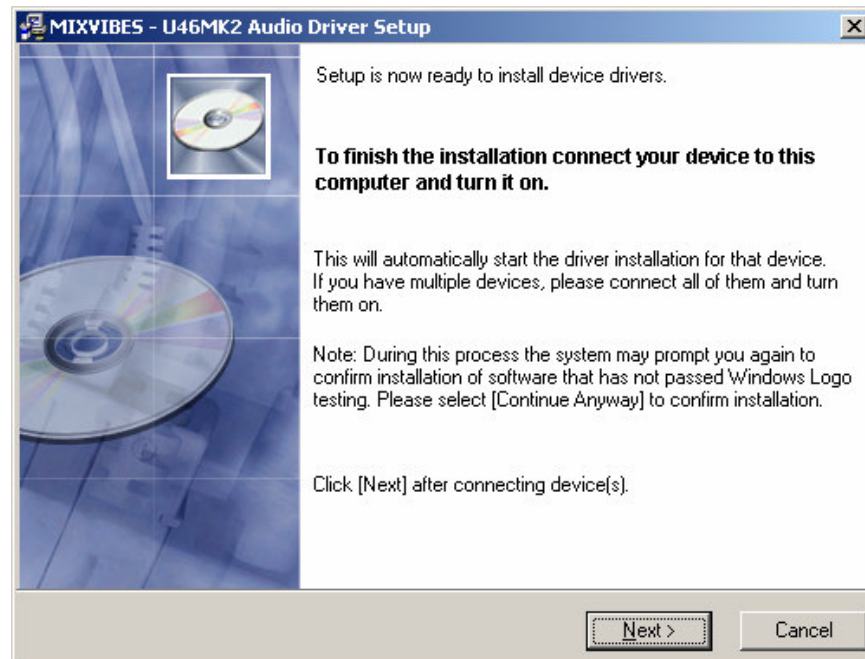 MIXVIBES - U46MK2 Audio Driver Setup
Setup is now ready to install device drivers.
To finish the installation connect your device to this
computer and turn it on.
This will automatically start the driver installation for that device.
If you have multiple devices, please connect all of them and turn
them on.
Note: During this process the system may prompt you again to
confirm installation of software that has not passed Windows Logo
testing. Please select [Continue Anyway] to confirm installation.
Click [Next] after connecting device(s).
Next >
Cancel